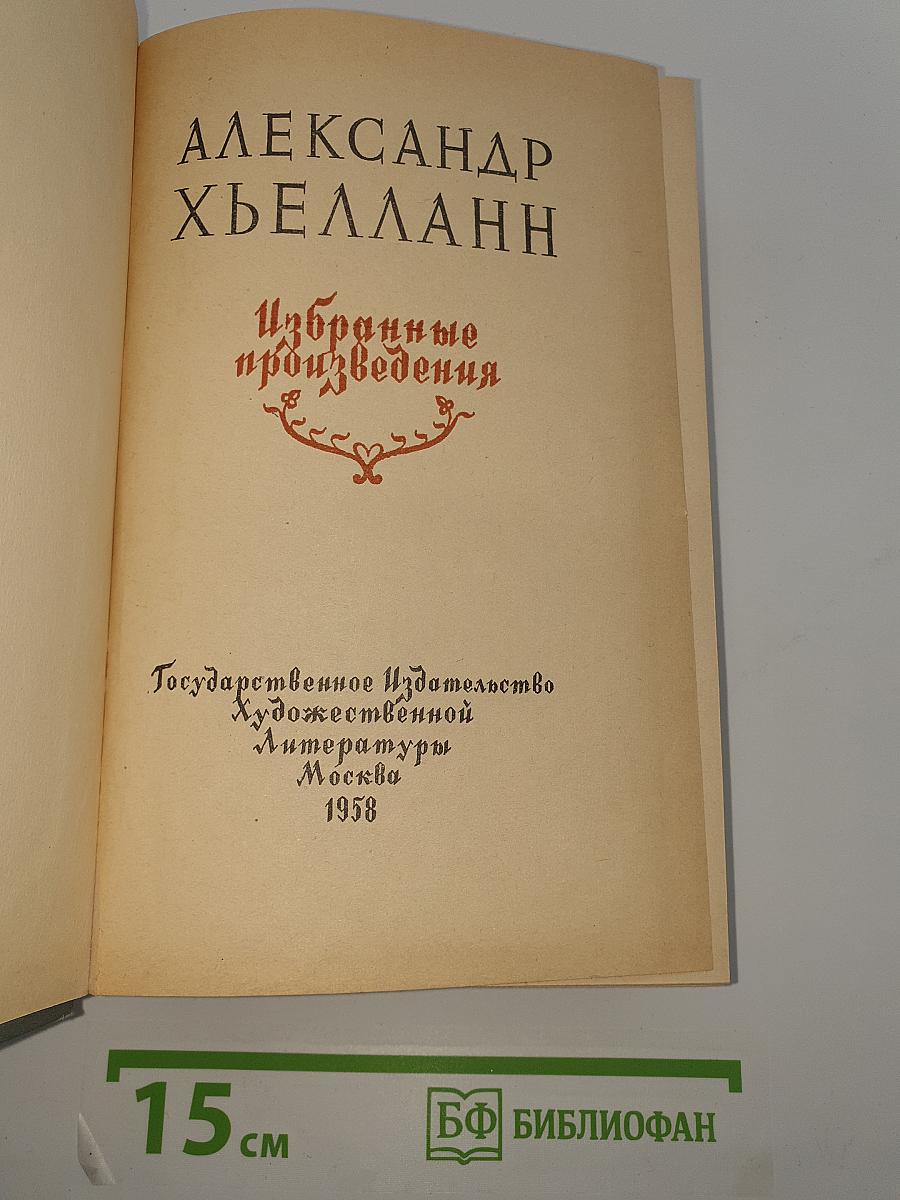 АЛЕКСАНДР
ХЬЕЛЛАНН
Избранные
произведения
Государственное Издательство
Художественной
Литературы
Москва
1958
15 см
БФ БИБЛИОФАН